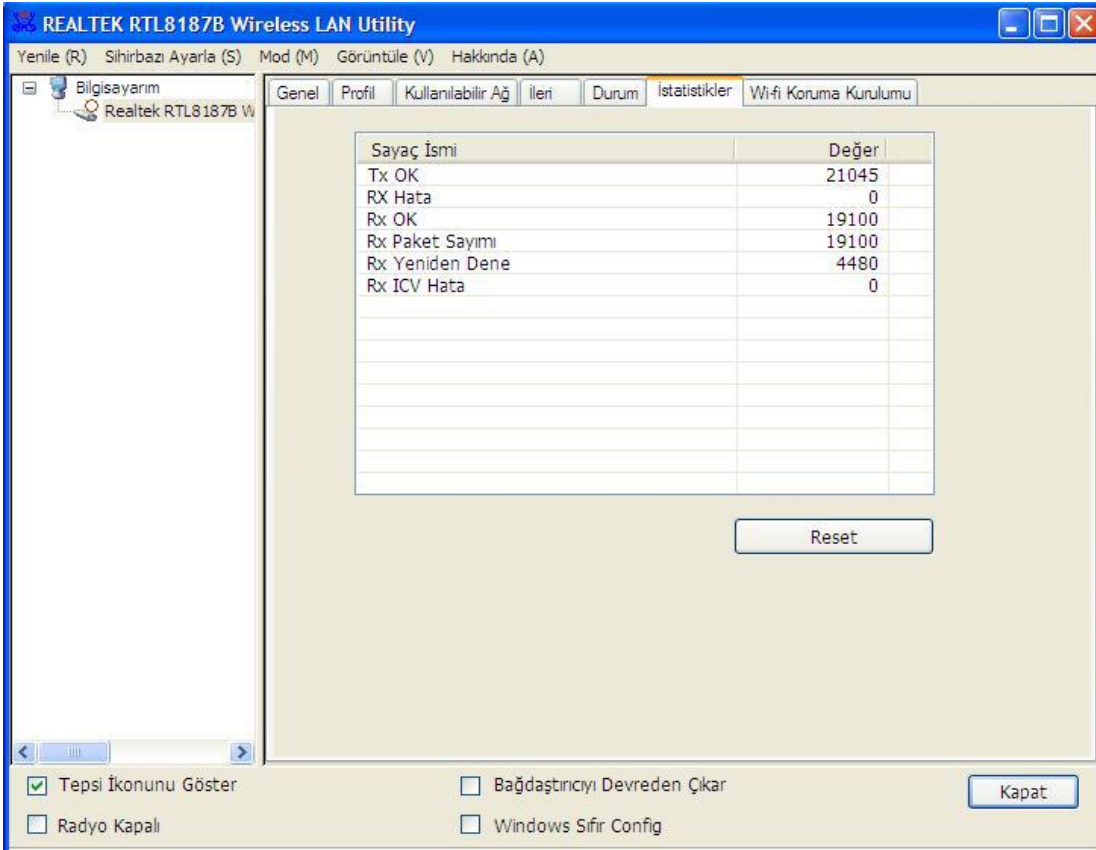 REALTEK RTL8187B Wireless LAN Utility
Yenile (R) Sihirbazı Ayarla (S) Mod (M) Görüntüle (V) Hakkında (A)
Bilgisayarım
Realtek RTL8187B W
Genel Profil Kullanılabilir Ağ İleri Durum İstatistikler Wi-fi Koruma Kurulumu
Sayaç İsmi Değer
Tx OK 21045
RX Hata 0
Rx OK 19100
Rx Paket Sayımı 19100
Rx Yeniden Dene 4480
Rx ICV Hata 0
Reset
Tepsi İkonunu Göster Bağdaştırıcıyı Devreden Çıkar Kapat
Radyo Kapalı Windows Sıfır Config